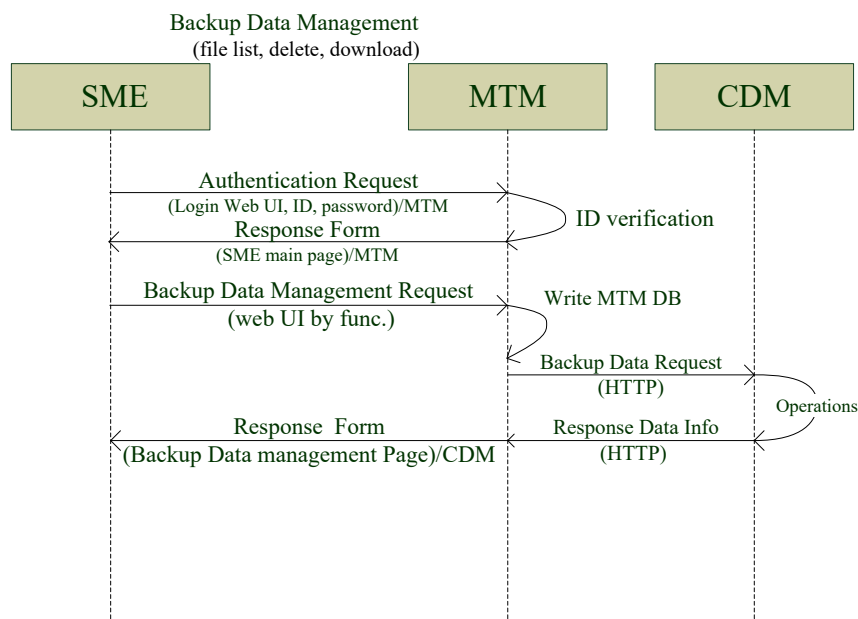 Backup Data Management
(file list, delete, download)
SME
MTM
CDM
Authentication Request
(Login Web UI, ID, password)/MTM
ID verification
Response Form
(SME main page)/MTM
Backup Data Management Request
(web UI by func.)
Write MTM DB
Backup Data Request
(HTTP)
Operations
Response Form
(Backup Data management Page)/CDM
Response Data Info
(HTTP)